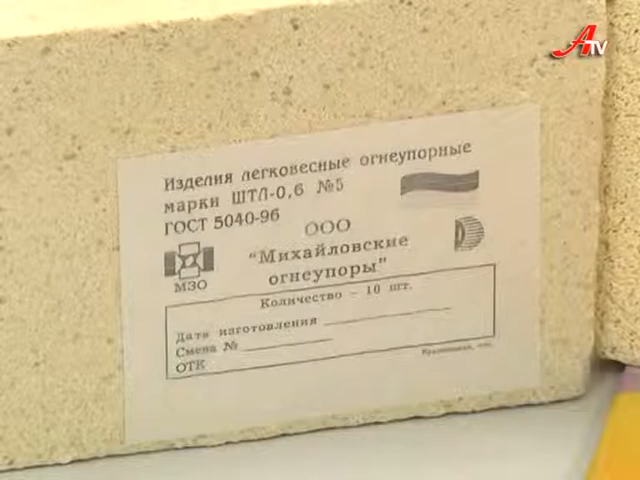 ATV
Изделия легковесные огнеупорные
марки ШТЛ-0,6 №5
ГОСТ 5040-96
ООО
"Михайловские
огнеупоры"
МЗО
Количество - 10 шт.
Дата изготовления
Смена №
ОТК